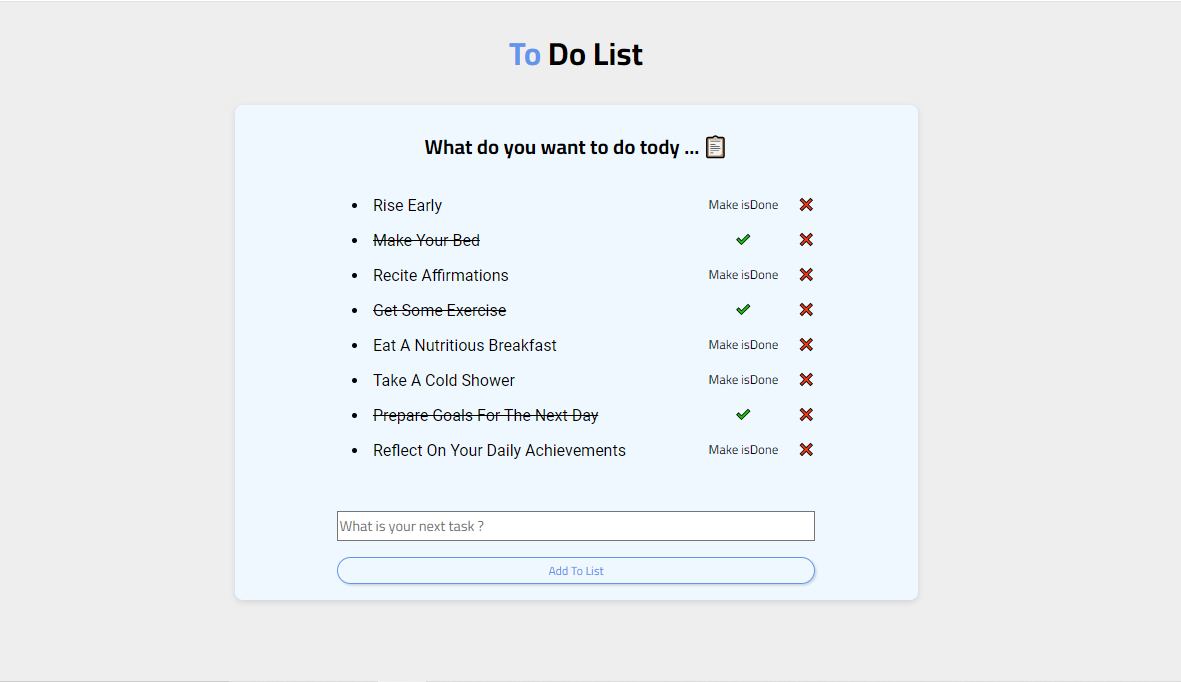 To Do List
What do you want to do tody ...
Rise Early Make isDone
Make Your Bed
Recite Affirmations Make isDone
Get Some Exercise
Eat A Nutritious Breakfast Make isDone
Take A Cold Shower Make isDone
Prepare Goals For The Next Day
Reflect On Your Daily Achievements Make isDone
What is your next task ?
Add To List